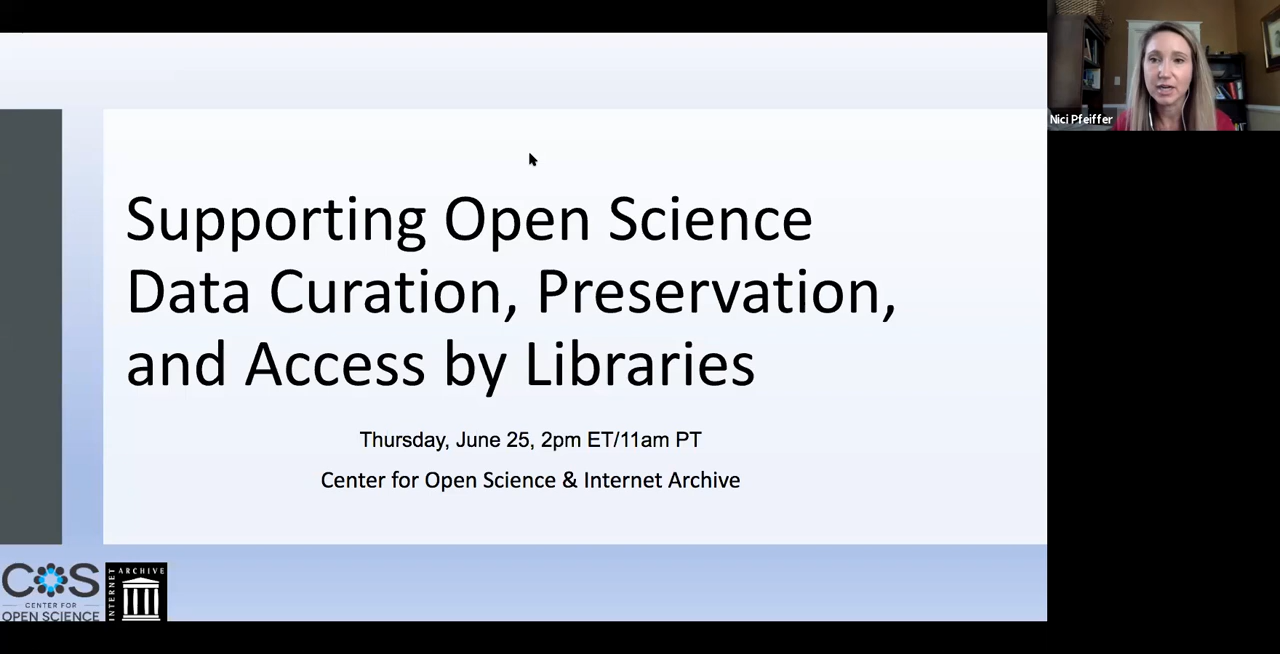 Nici Pfeiffer
Supporting Open Science
Data Curation, Preservation,
and Access by Libraries
Thursday, June 25, 2pm ET/11am PT
Center for Open Science & Internet Archive
COS
CENTER FOR
OPEN SCIENCE
INTERNET
ARCHIVE